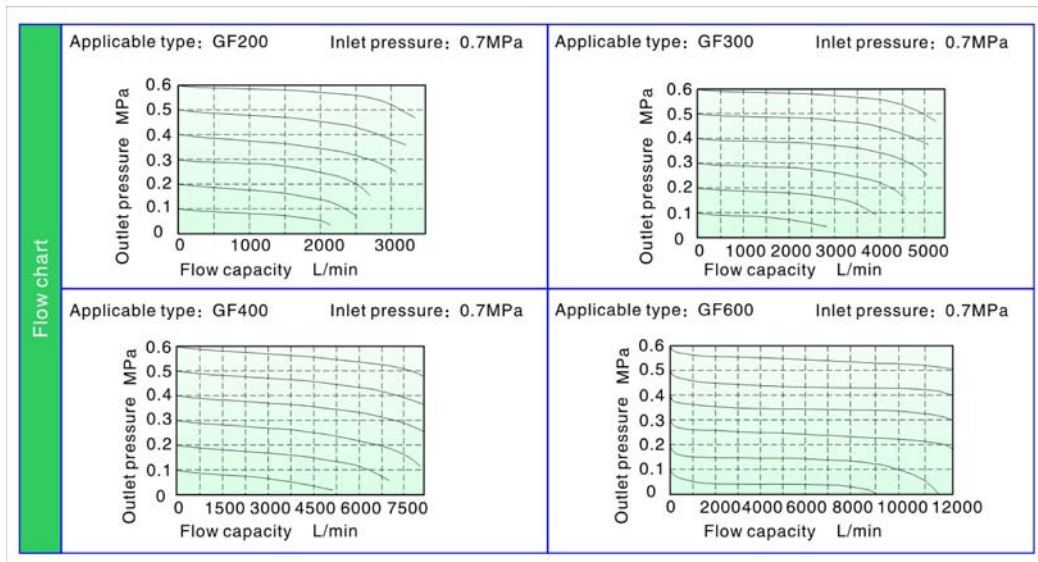 Flow chart
Applicable type: GF200 Inlet pressure: 0.7MPa
Outlet pressure MPa
0.6
0.5
0.4
0.3
0.2
0.1
0
0 1000 2000 3000
Flow capacity L/min
Applicable type: GF300 Inlet pressure: 0.7MPa
Outlet pressure MPa
0.6
0.5
0.4
0.3
0.2
0.1
0
0 1000 2000 3000 4000 5000
Flow capacity L/min
Applicable type: GF400 Inlet pressure: 0.7MPa
Outlet pressure MPa
0.6
0.5
0.4
0.3
0.2
0.1
0
0 1500 3000 4500 6000 7500
Flow capacity L/min
Applicable type: GF600 Inlet pressure: 0.7MPa
Outlet pressure MPa
0.6
0.5
0.4
0.3
0.2
0.1
0
0 2000 4000 6000 8000 10000 12000
Flow capacity L/min